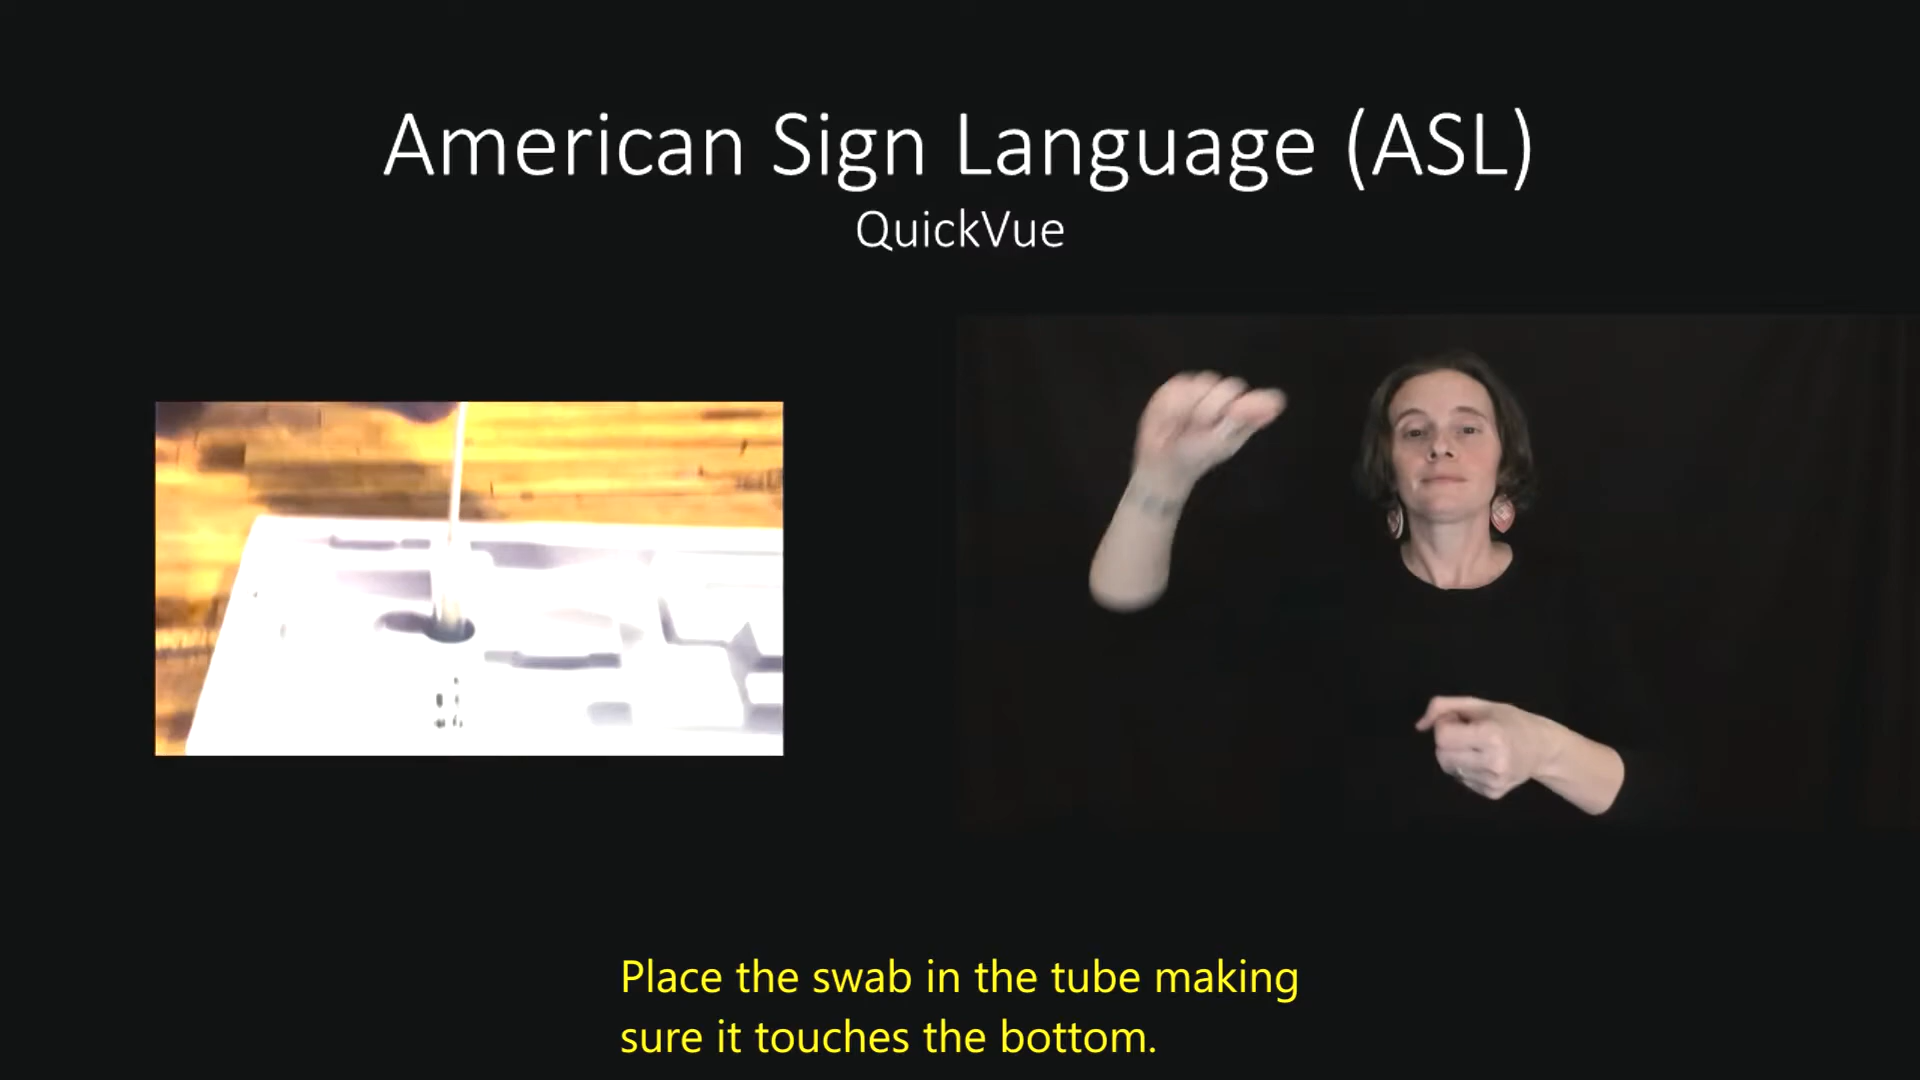 American Sign Language (ASL)
QuickVue
Place the swab in the tube making
sure it touches the bottom.